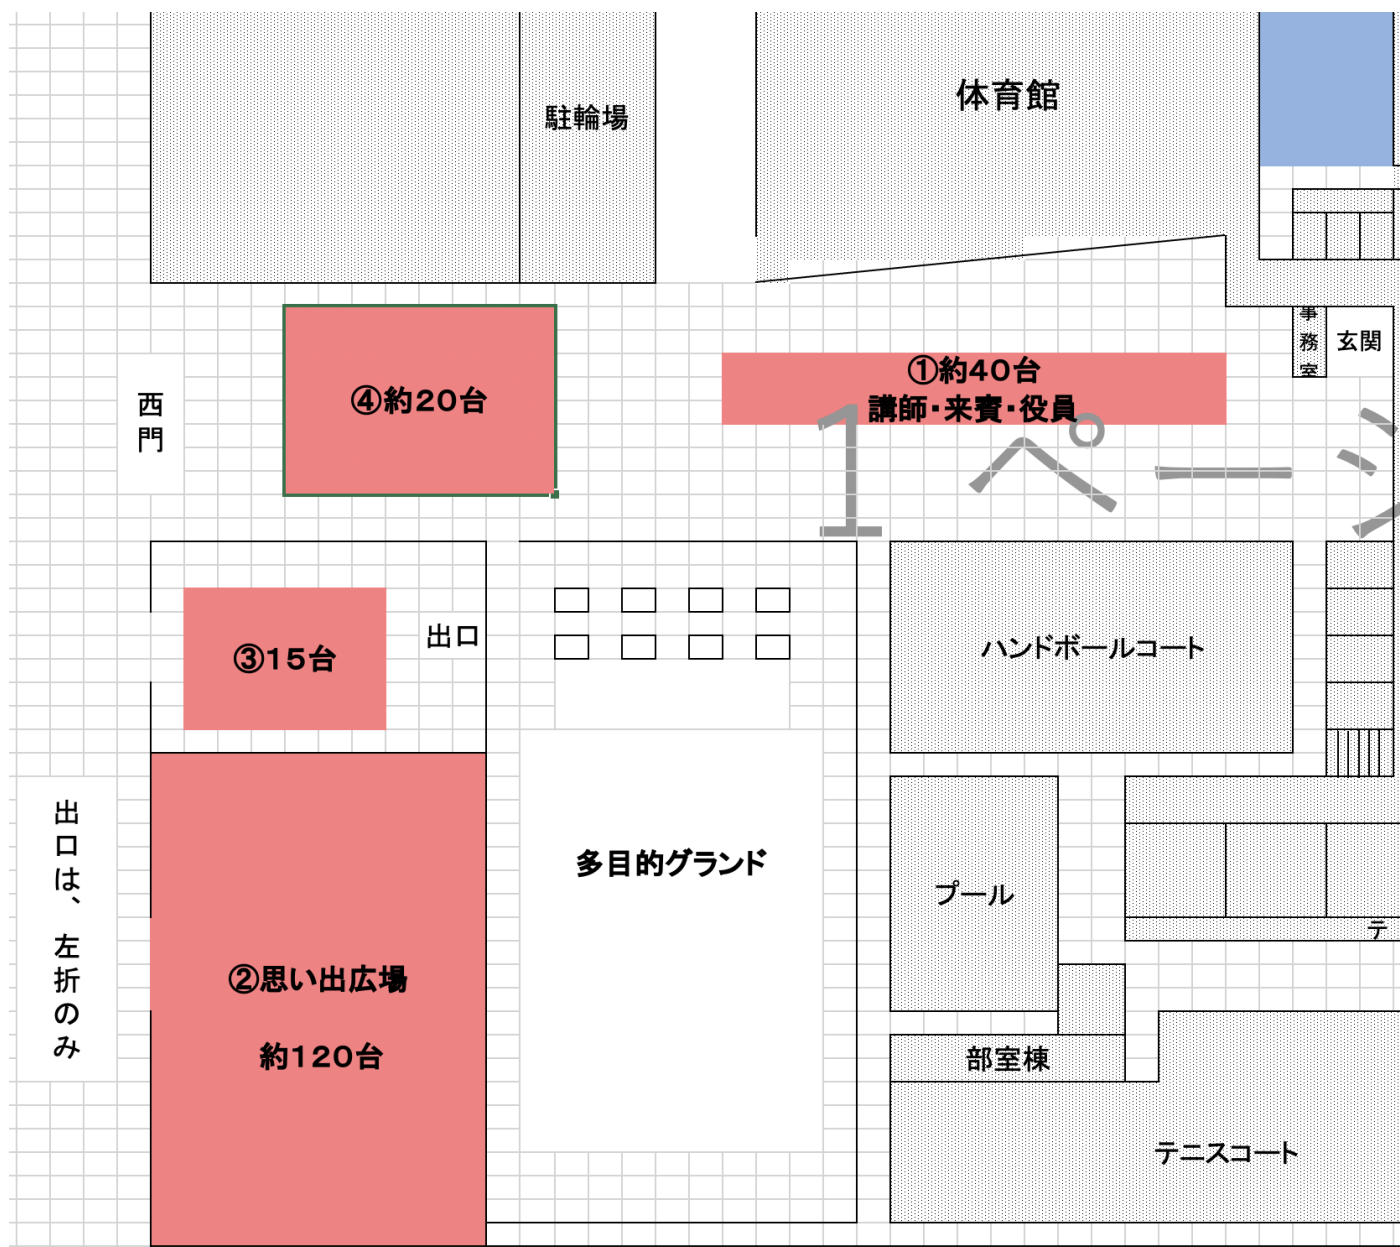 体育館
駐輪場
事務室
玄関
①約40台
講師・来賓・役員
④約20台
西門
1 ページ
出口
③15台
ハンドボールコート
出口は、左折のみ
多目的グランド
プール
テ
②思い出広場
約120台
部室棟
テニスコート